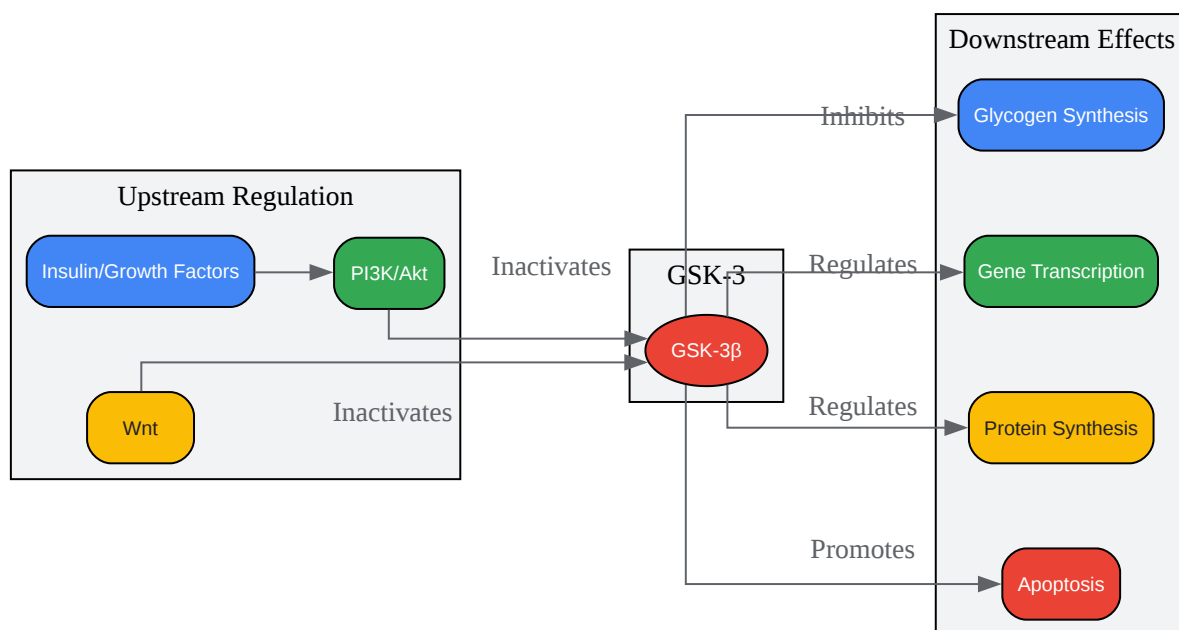 Upstream Regulation
Insulin/Growth Factors
PI3K/Akt
Wnt
Inactivates
Inactivates
GSK-3
GSK-3β
Inhibits
Regulates
Regulates
Promotes
Downstream Effects
Glycogen Synthesis
Gene Transcription
Protein Synthesis
Apoptosis